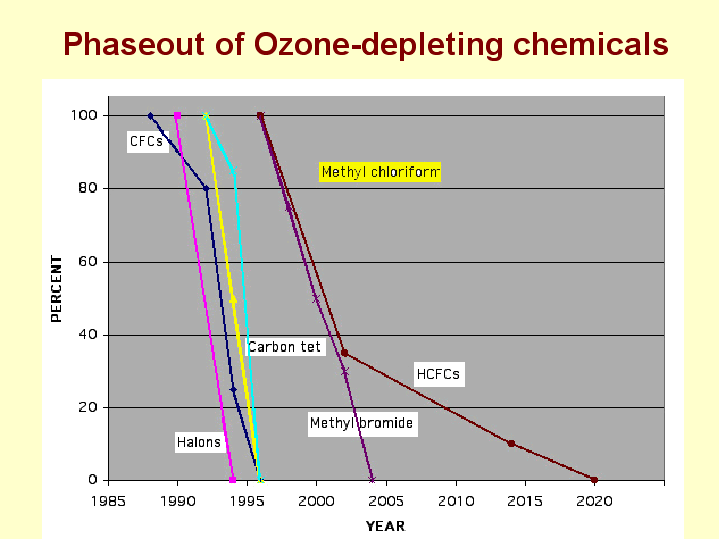 Phaseout of Ozone-depleting chemicals
100
CFCs
Methyl chloriform
80
60
PERCENT
40
Carbon tet
HCFCs
20
Methyl bromide
Halons
0
1985 1990 1995 2000 2005 2010 2015 2020
YEAR